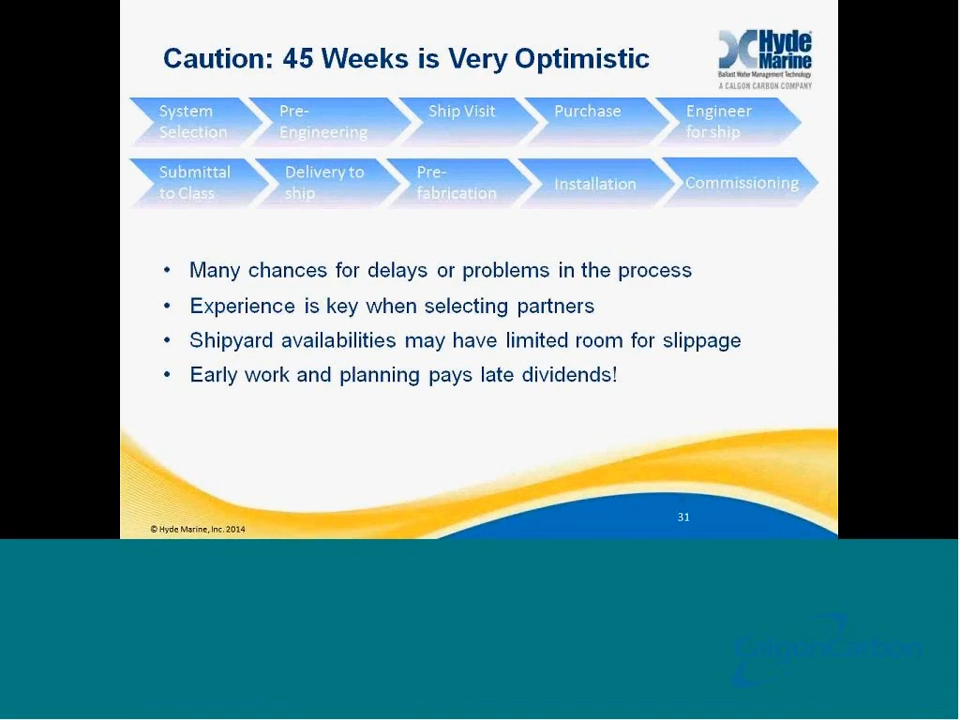 Caution: 45 Weeks is Very Optimistic
Hyde
Marine
Ballast Water Management Technology
A CALGON CARBON COMPANY
System
Selection
Pre-
Engineering
Ship Visit
Purchase
Engineer
for ship
Submittal
to Class
Delivery to
ship
Pre-
fabrication
Installation
Commissioning
• Many chances for delays or problems in the process
• Experience is key when selecting partners
• Shipyard availabilities may have limited room for slippage
• Early work and planning pays late dividends!
31
© Hyde Marine, Inc. 2014
CalgonCarbon